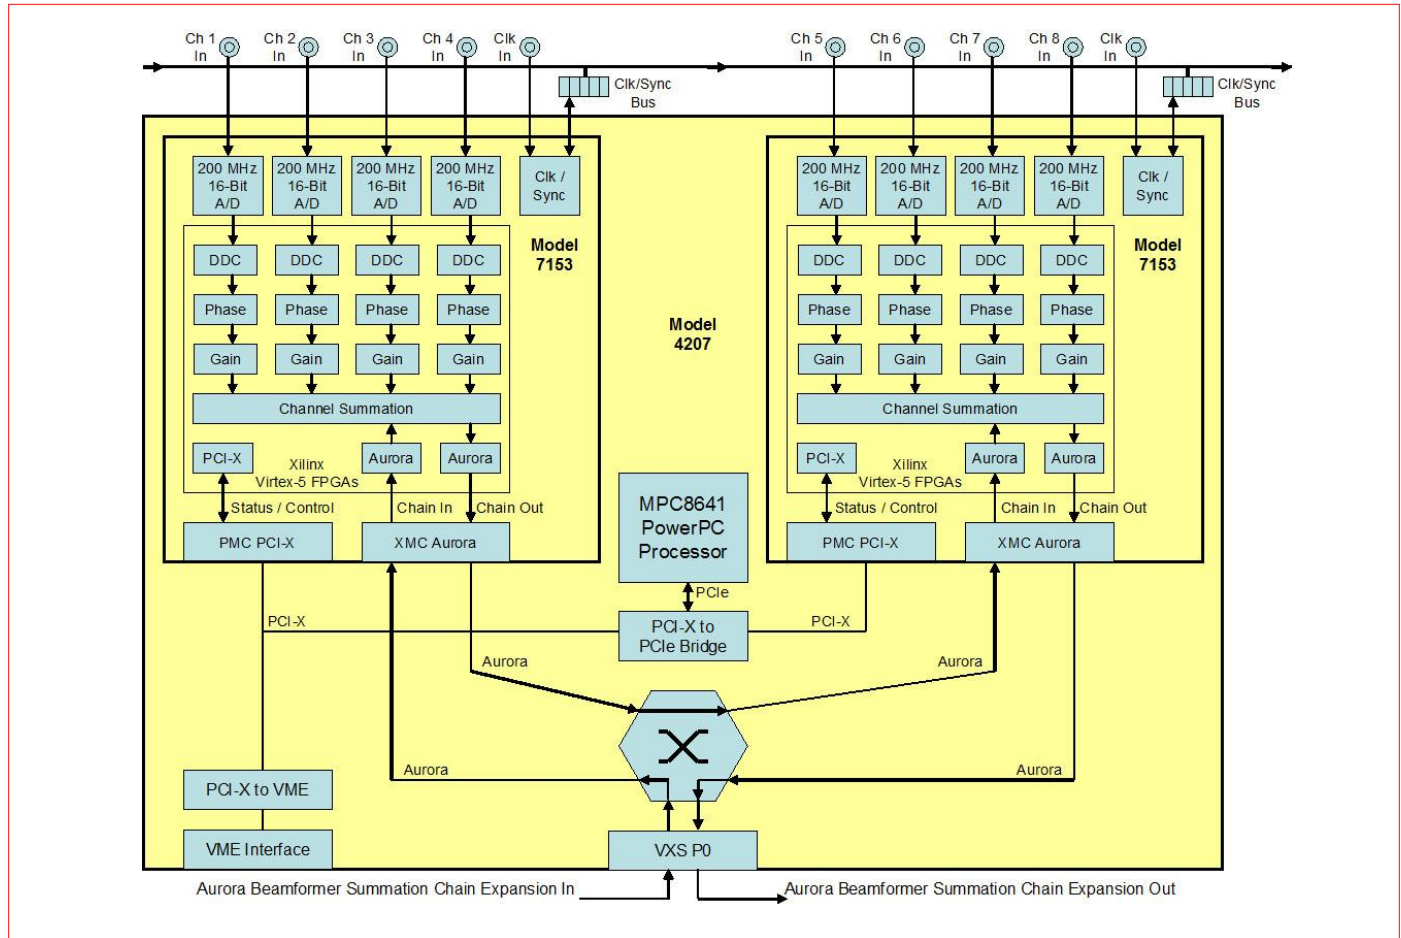 Ch 1
In
Ch 2
In
Ch 3
In
Ch 4
In
Clk
In
Clk/Sync
Bus
Ch 5
In
Ch 6
In
Ch 7
In
Ch 8
In
Clk
In
Clk/Sync
Bus
200 MHz
16-Bit
A/D
200 MHz
16-Bit
A/D
200 MHz
16-Bit
A/D
200 MHz
16-Bit
A/D
Clk /
Sync
200 MHz
16-Bit
A/D
200 MHz
16-Bit
A/D
200 MHz
16-Bit
A/D
200 MHz
16-Bit
A/D
Clk /
Sync
DDC
DDC
DDC
DDC
Model
7153
DDC
DDC
DDC
DDC
Model
7153
Phase
Phase
Phase
Phase
Model
4207
Phase
Phase
Phase
Phase
Gain
Gain
Gain
Gain
Gain
Gain
Gain
Gain
Channel Summation
Channel Summation
PCI-X
Xilinx
Virtex-5 FPGAs
Aurora
Aurora
PCI-X
Xilinx
Virtex-5 FPGAs
Aurora
Aurora
Status / Control
Chain In
Chain Out
MPC8641
PowerPC
Processor
Status / Control
Chain In
Chain Out
PMC PCI-X
XMC Aurora
PMC PCI-X
XMC Aurora
PCIe
PCI-X
PCI-X to
PCIe Bridge
PCI-X
Aurora
Aurora
Aurora
Aurora
PCI-X to VME
VME Interface
VXS P0
Aurora Beamformer Summation Chain Expansion In
Aurora Beamformer Summation Chain Expansion Out